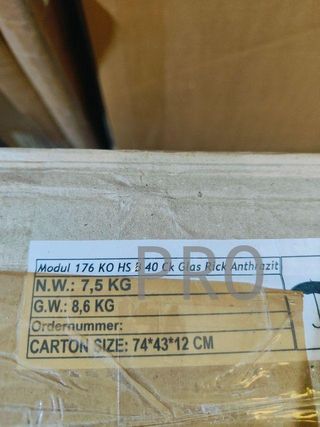 Modul 176 KO HS B 40 Ck Glas Rick Anthrazit
N.W.: 7,5 KG
G.W.: 8,6 KG
Ordernummer:
CARTON SIZE: 74*43*12 CM
PRO